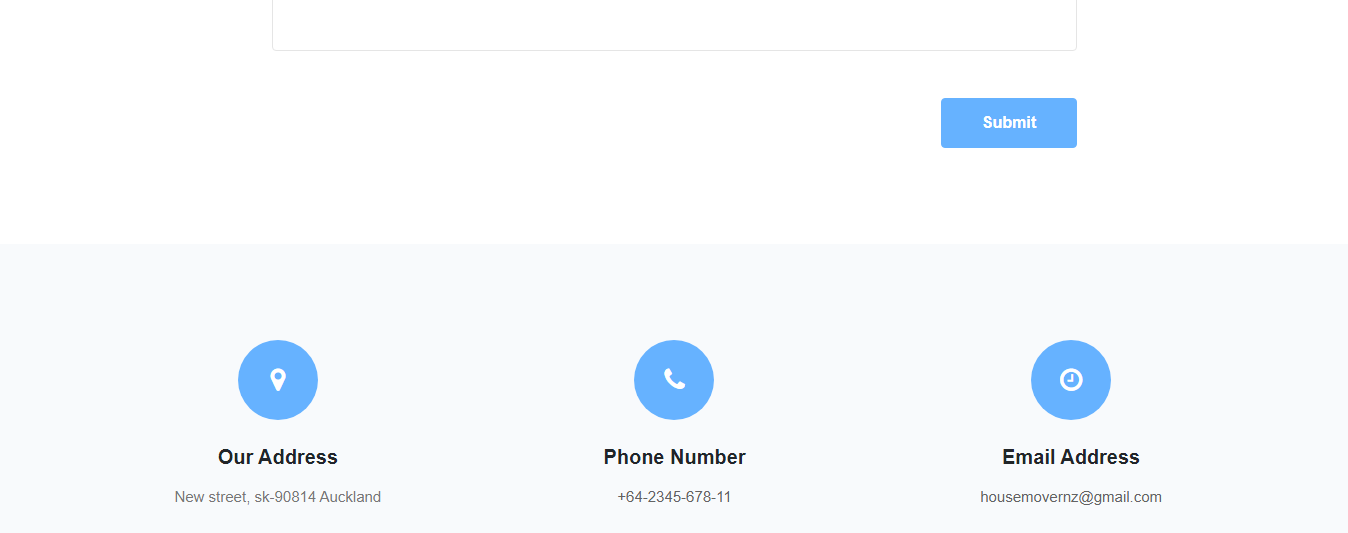 Submit
Our Address
Phone Number
Email Address
New street, sk-90814 Auckland
+64-2345-678-11
housemovernz@gmail.com